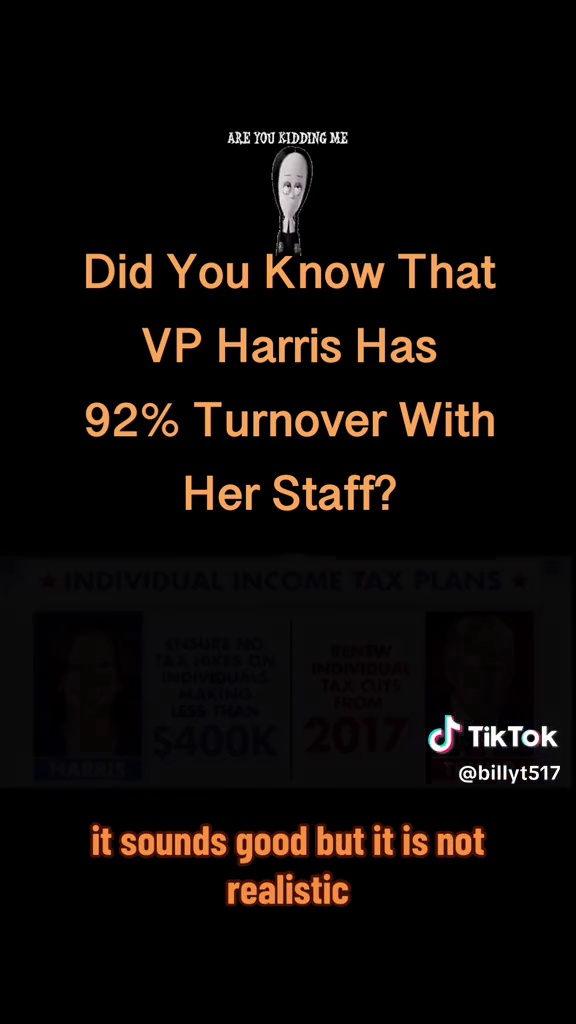 ARE YOU KIDDING ME
Did You Know That
VP Harris Has
92% Turnover With
Her Staff?
★ INDIVIDUAL INCOME TAX PLANS ★
ENSURE NO
TAX HIKES ON
INDIVIDUALS
MAKING
LESS THAN
$400K
HARRIS
RENEW
INDIVIDUAL
TAX CUTS
FROM
2017
TikTok
@billyt517
it sounds good but it is not
realistic